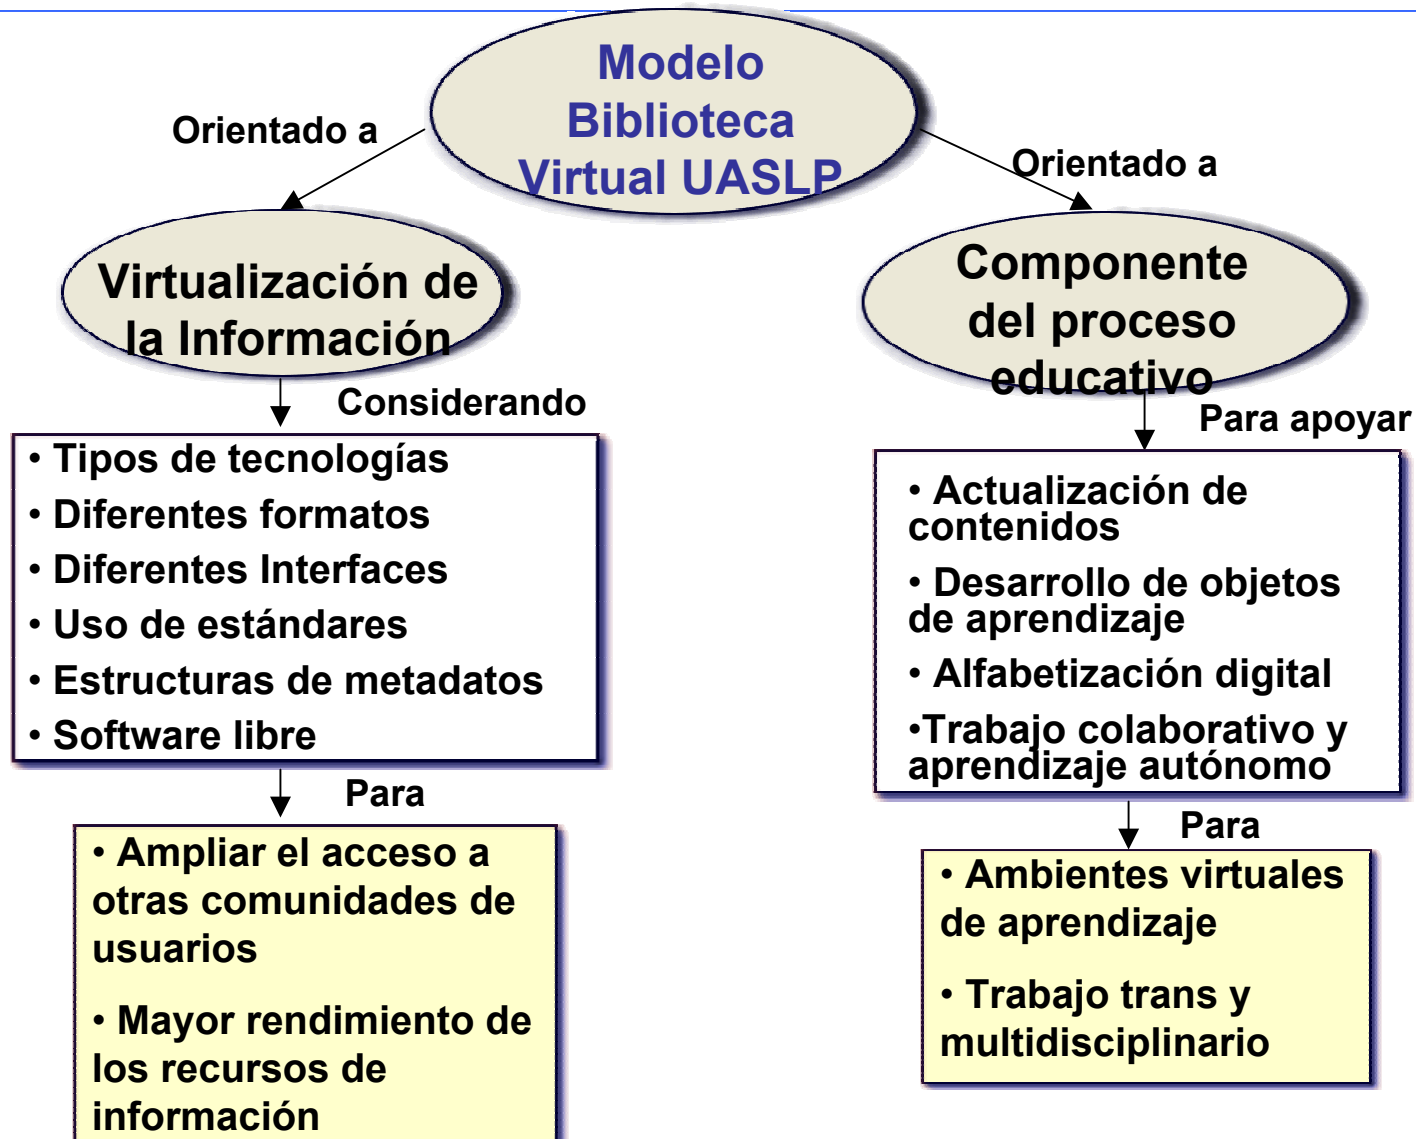 Modelo
Biblioteca
Virtual UASLP
Orientado a
Orientado a
Virtualización de
la Información
Componente
del proceso
educativo
Considerando
Para apoyar
• Tipos de tecnologías
• Diferentes formatos
• Diferentes Interfaces
• Uso de estándares
• Estructuras de metadatos
• Software libre
• Actualización de
contenidos
• Desarrollo de objetos
de aprendizaje
• Alfabetización digital
•Trabajo colaborativo y
aprendizaje autónomo
Para
Para
• Ampliar el acceso a
otras comunidades de
usuarios
• Mayor rendimiento de
los recursos de
información
• Ambientes virtuales
de aprendizaje
• Trabajo trans y
multidisciplinario